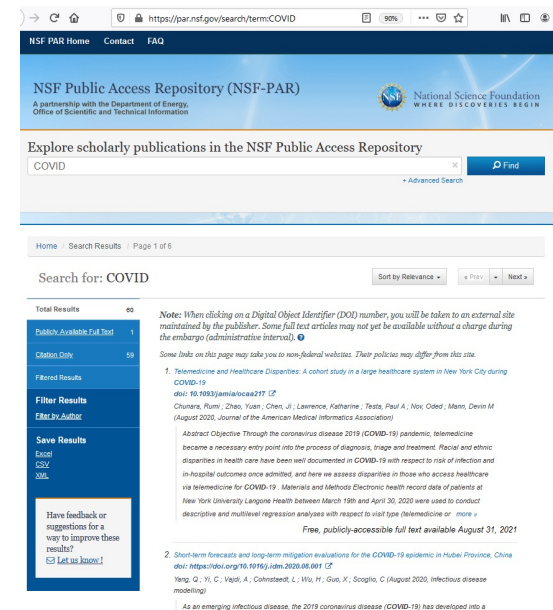 https://par.nsf.gov/search/term:COVID
90%
NSF PAR Home Contact FAQ
NSF Public Access Repository (NSF-PAR)
A partnership with the Department of Energy,
Office of Scientific and Technical Information
NSF
National Science Foundation
WHERE DISCOVERIES BEGIN
Explore scholarly publications in the NSF Public Access Repository
COVID
× Find
+ Advanced Search
Home / Search Results / Page 1 of 6
Search for: COVID
Sort by Relevance
« Prev Next »
Total Results 60
Publicly Available Full Text 1
Citation Only 59
Filtered Results
Filter Results
Filter by Author
Save Results
Excel
CSV
XML
Have feedback or
suggestions for a
way to improve these
results?
Let us know!
Note: When clicking on a Digital Object Identifier (DOI) number, you will be taken to an external site
maintained by the publisher. Some full text articles may not yet be available without a charge during
the embargo (administrative interval).
Some links on this page may take you to non-federal websites. Their policies may differ from this site.
1. Telemedicine and Healthcare Disparities: A cohort study in a large healthcare system in New York City during
COVID-19
doi: 10.1093/jamia/ocaa217
Chunara, Rumi ; Zhao, Yuan ; Chen, Ji ; Lawrence, Katharine ; Testa, Paul A ; Nov, Oded ; Mann, Devin M
(August 2020, Journal of the American Medical Informatics Association)
Abstract Objective Through the coronavirus disease 2019 (COVID-19) pandemic, telemedicine
became a necessary entry point into the process of diagnosis, triage and treatment. Racial and ethnic
disparities in health care have been well documented in COVID-19 with respect to risk of infection and
in-hospital outcomes once admitted, and here we assess disparities in those who access healthcare
via telemedicine for COVID-19 . Materials and Methods Electronic health record data of patients at
New York University Langone Health between March 19th and April 30, 2020 were used to conduct
descriptive and multilevel regression analyses with respect to visit type (telemedicine or more »
Free, publicly-accessible full text available August 31, 2021
2. Short-term forecasts and long-term mitigation evaluations for the COVID-19 epidemic in Hubei Province, China
doi: https://doi.org/10.1016/j.idm.2020.08.001
Yang, Q ; Yi, C ; Vajdi, A ; Cohnstaedt, L ; Wu, H ; Guo, X ; Scoglio, C (August 2020, Infectious disease
modelling)
As an emerging infectious disease, the 2019 coronavirus disease (COVID-19) has developed into a